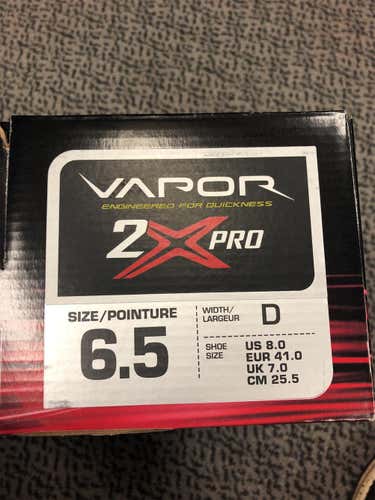 VAPOR
ENGINEERED FOR QUICKNESS
2X PRO
SIZE/POINTURE
6.5
WIDTH/
LARGEUR
D
SHOE
SIZE
US 8.0
EUR 41.0
UK 7.0
CM 25.5